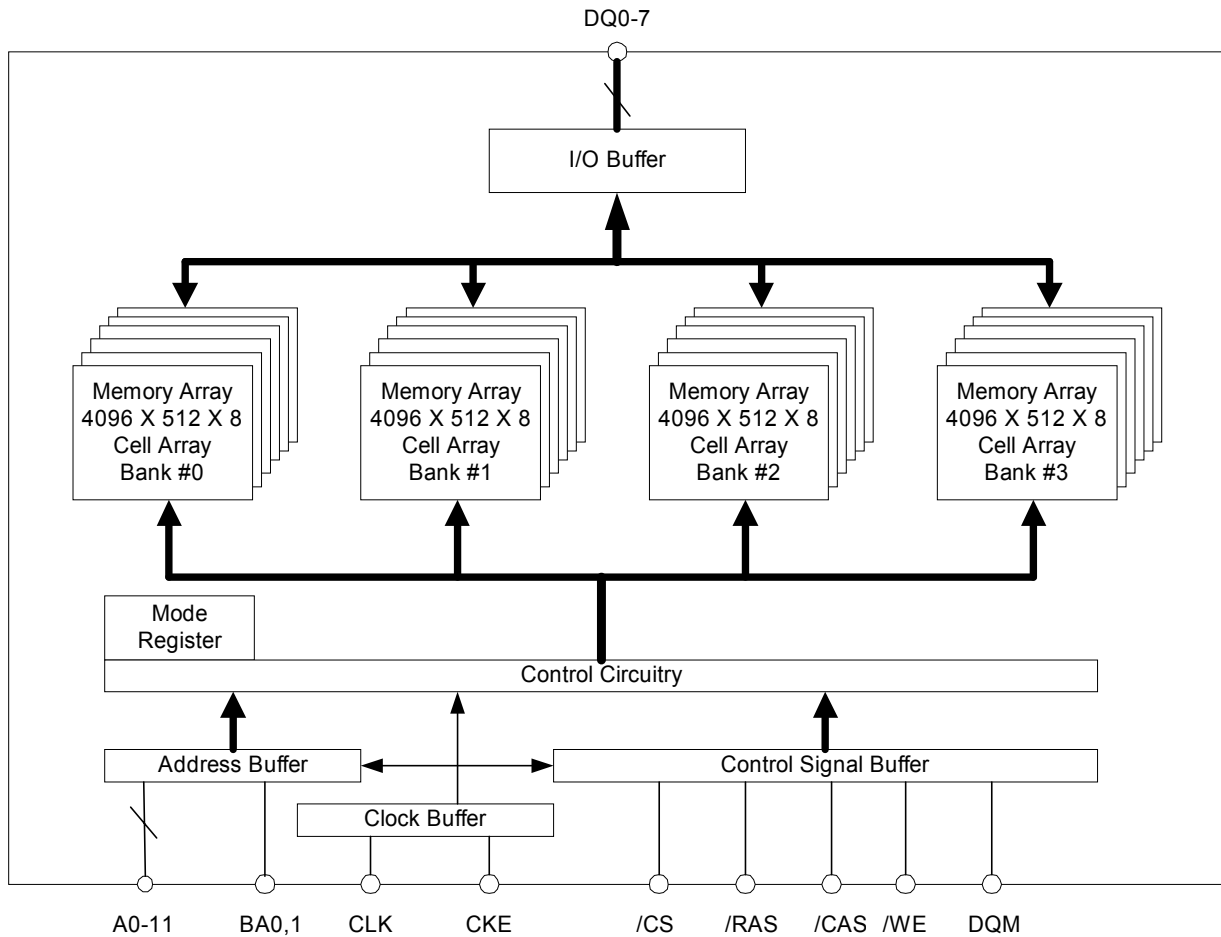 DQ0-7
I/O Buffer
Memory Array
4096 X 512 X 8
Cell Array
Bank #0
Memory Array
4096 X 512 X 8
Cell Array
Bank #1
Memory Array
4096 X 512 X 8
Cell Array
Bank #2
Memory Array
4096 X 512 X 8
Cell Array
Bank #3
Mode
Register
Control Circuitry
Address Buffer
Control Signal Buffer
Clock Buffer
A0-11
BA0,1
CLK
CKE
/CS
/RAS
/CAS
/WE
DQM